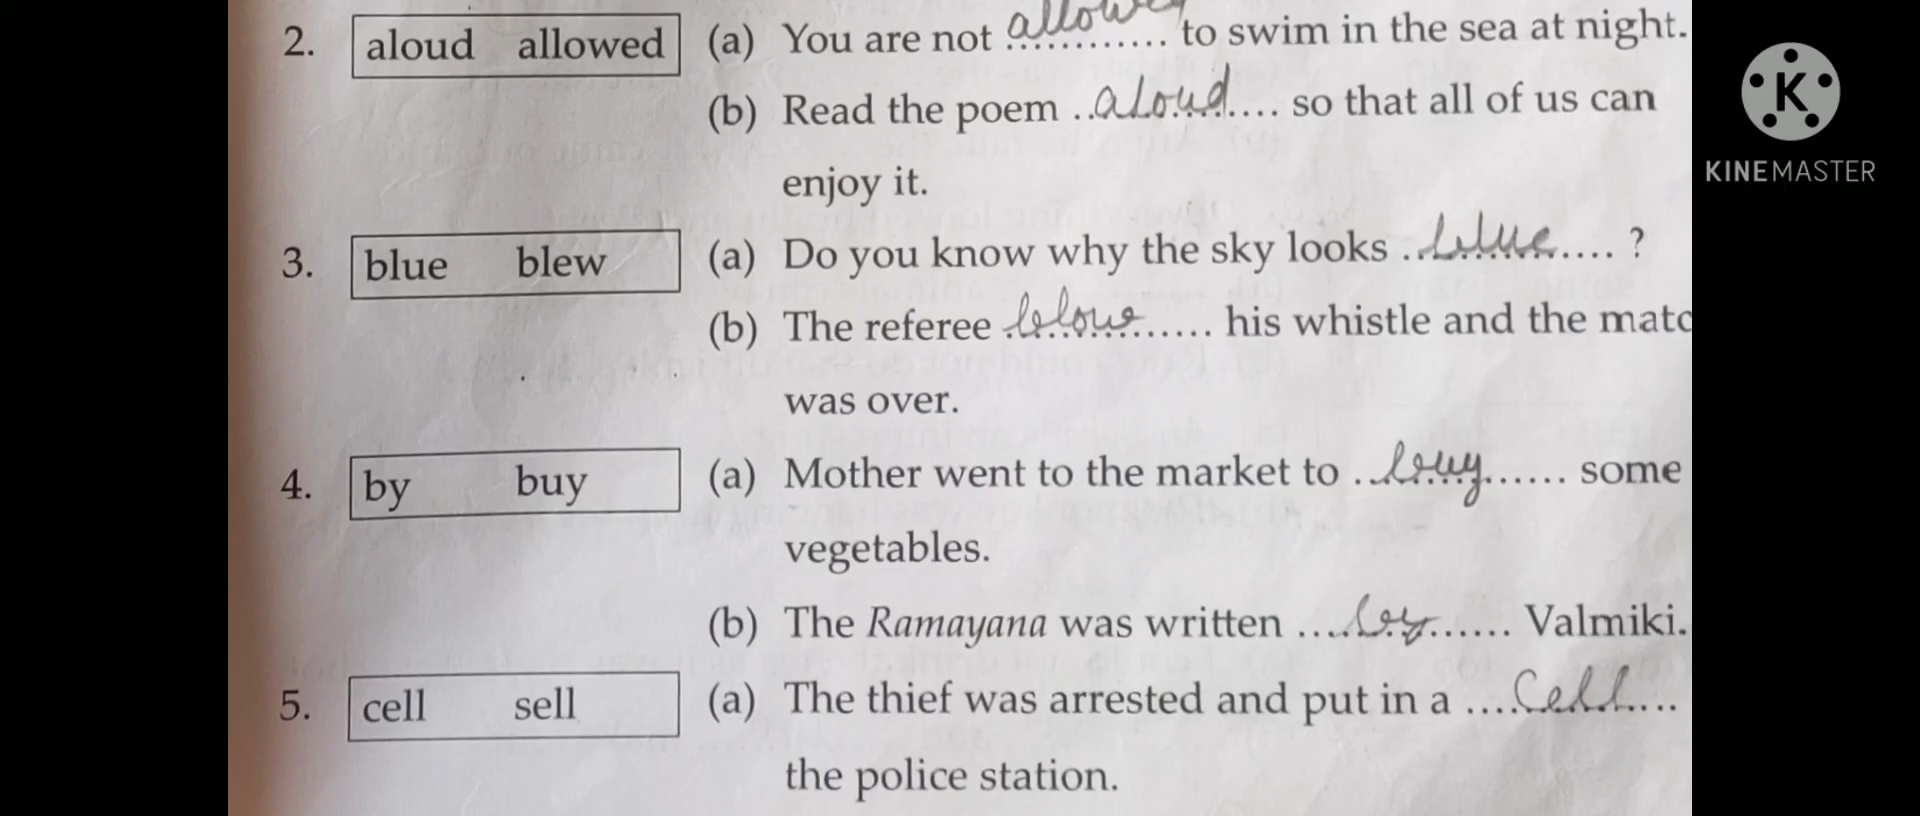 2. aloud allowed (a) You are not allowed to swim in the sea at night.
(b) Read the poem ..aloud.... so that all of us can
enjoy it.
3. blue blew (a) Do you know why the sky looks ..blue.... ?
(b) The referee .blow...... his whistle and the matc
was over.
4. by buy (a) Mother went to the market to ..buy...... some
vegetables.
(b) The Ramayana was written ....by...... Valmiki.
5. cell sell (a) The thief was arrested and put in a ....Cell....
the police station.
K
KINEMASTER